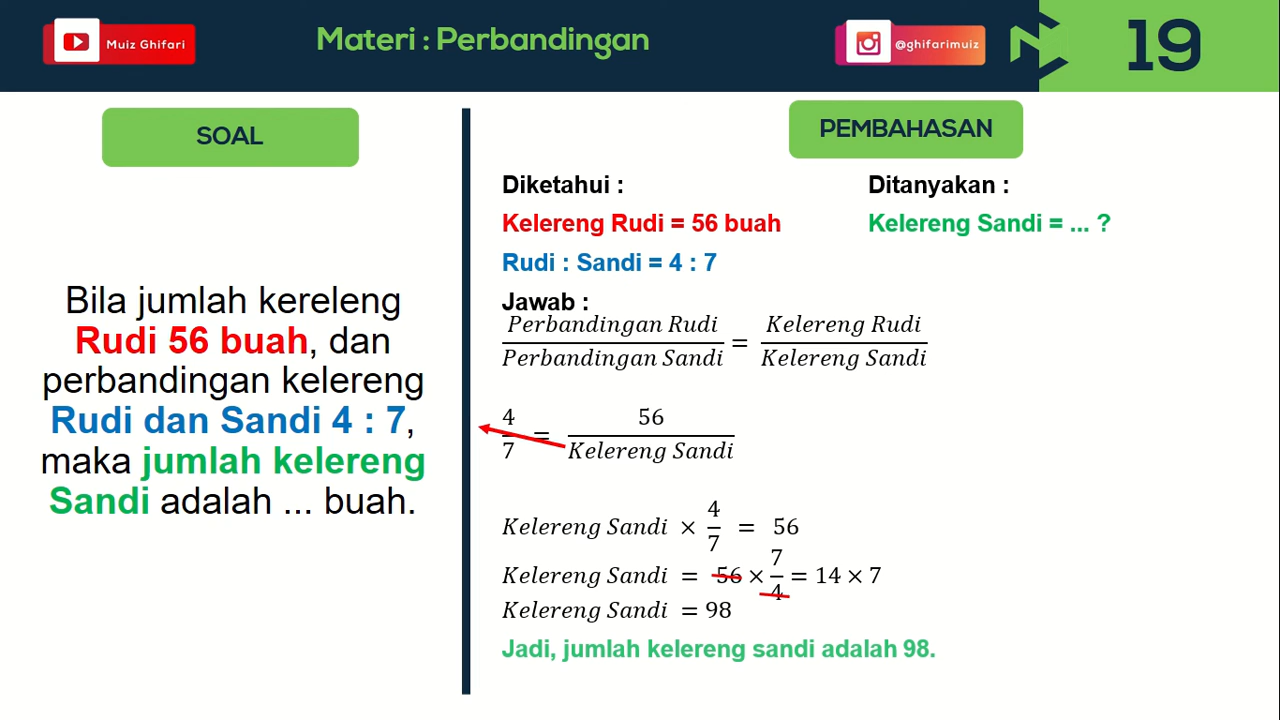 Muiz Ghifari
Materi : Perbandingan
@ghifarimuiz
19
SOAL
Bila jumlah kereleng
Rudi 56 buah, dan
perbandingan kelereng
Rudi dan Sandi 4 : 7,
maka jumlah kelereng
Sandi adalah ... buah.
PEMBAHASAN
Diketahui :
Kelereng Rudi = 56 buah
Rudi : Sandi = 4 : 7
Ditanyakan :
Kelereng Sandi = ... ?
Jawab :
Perbandingan Rudi / Perbandingan Sandi = Kelereng Rudi / Kelereng Sandi
4/7 = 56 / Kelereng Sandi
Kelereng Sandi × 4/7 = 56
Kelereng Sandi = 56 × 7/4 = 14 × 7
Kelereng Sandi = 98
Jadi, jumlah kelereng sandi adalah 98.